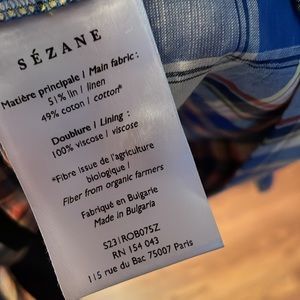 SÉZANE
Matière principale / Main fabric :
51% lin / linen
49% coton / cotton*
Doublure / Lining :
100% viscose / viscose
*Fibre issue de l'agriculture
biologique /
Fiber from organic farmers
Fabriqué en Bulgarie
Made in Bulgaria
S23|ROB075Z
RN 154 043
115 rue du Bac 75007 Paris